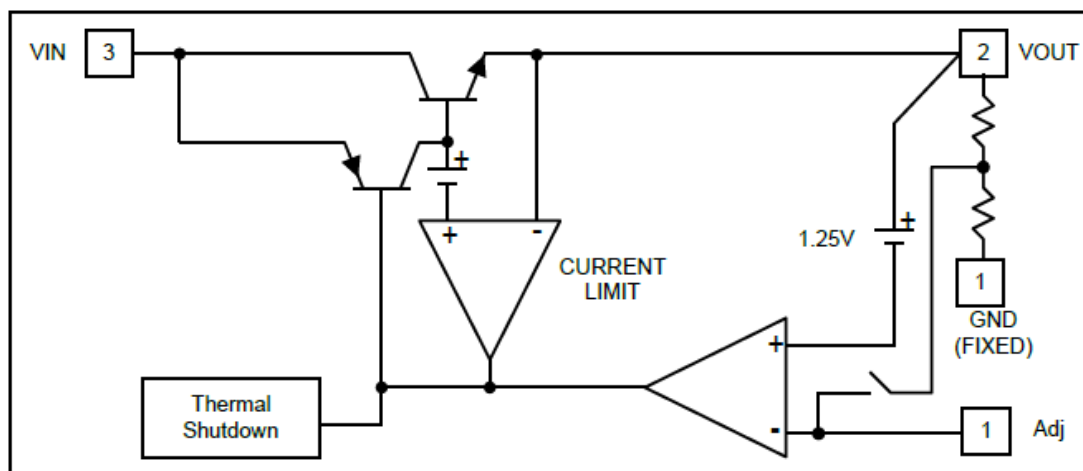 VIN 3
2 VOUT
±
+ -
CURRENT
LIMIT
1.25V ±
1
GND
(FIXED)
+
-
Thermal
Shutdown
1 Adj